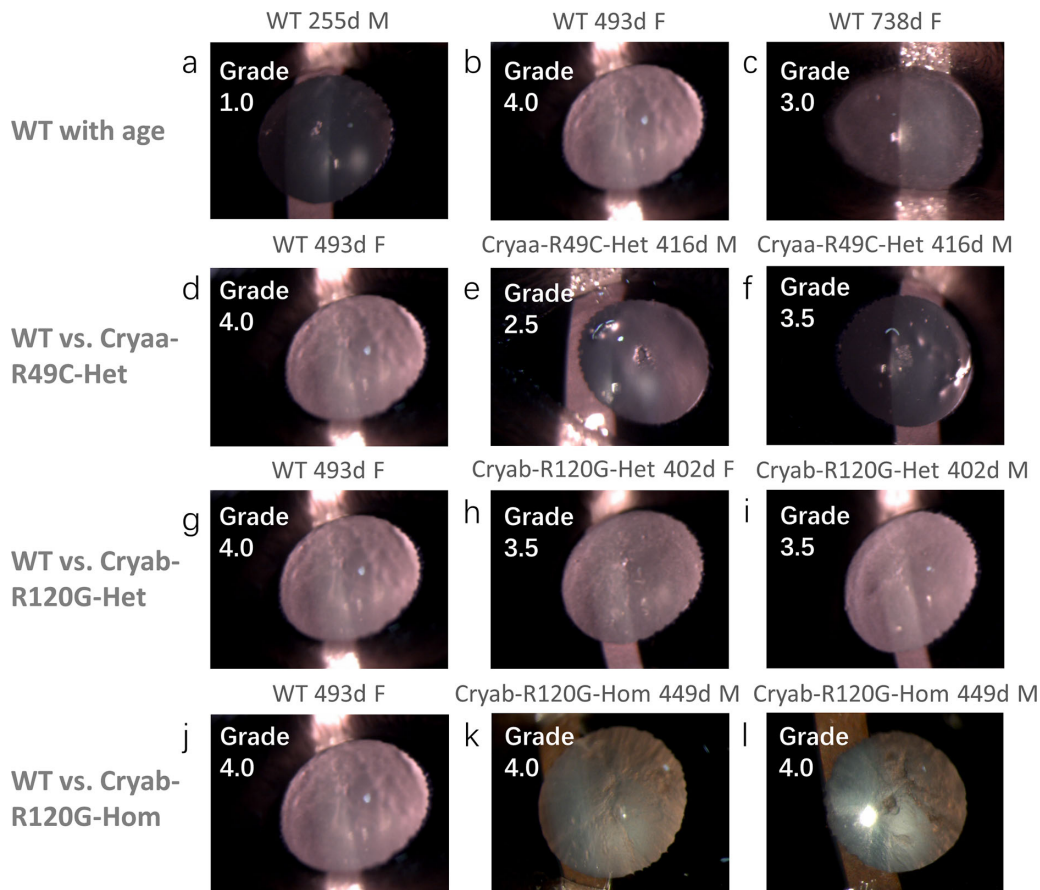 WT 255d M
WT 493d F
WT 738d F
WT with age
a
Grade
1.0
b
Grade
4.0
c
Grade
3.0
WT 493d F
Cryaa-R49C-Het 416d M
Cryaa-R49C-Het 416d M
WT vs. Cryaa-
R49C-Het
d
Grade
4.0
e
Grade
2.5
f
Grade
3.5
WT 493d F
Cryab-R120G-Het 402d F
Cryab-R120G-Het 402d M
WT vs. Cryab-
R120G-Het
g
Grade
4.0
h
Grade
3.5
i
Grade
3.5
WT 493d F
Cryab-R120G-Hom 449d M
Cryab-R120G-Hom 449d M
WT vs. Cryab-
R120G-Hom
j
Grade
4.0
k
Grade
4.0
l
Grade
4.0